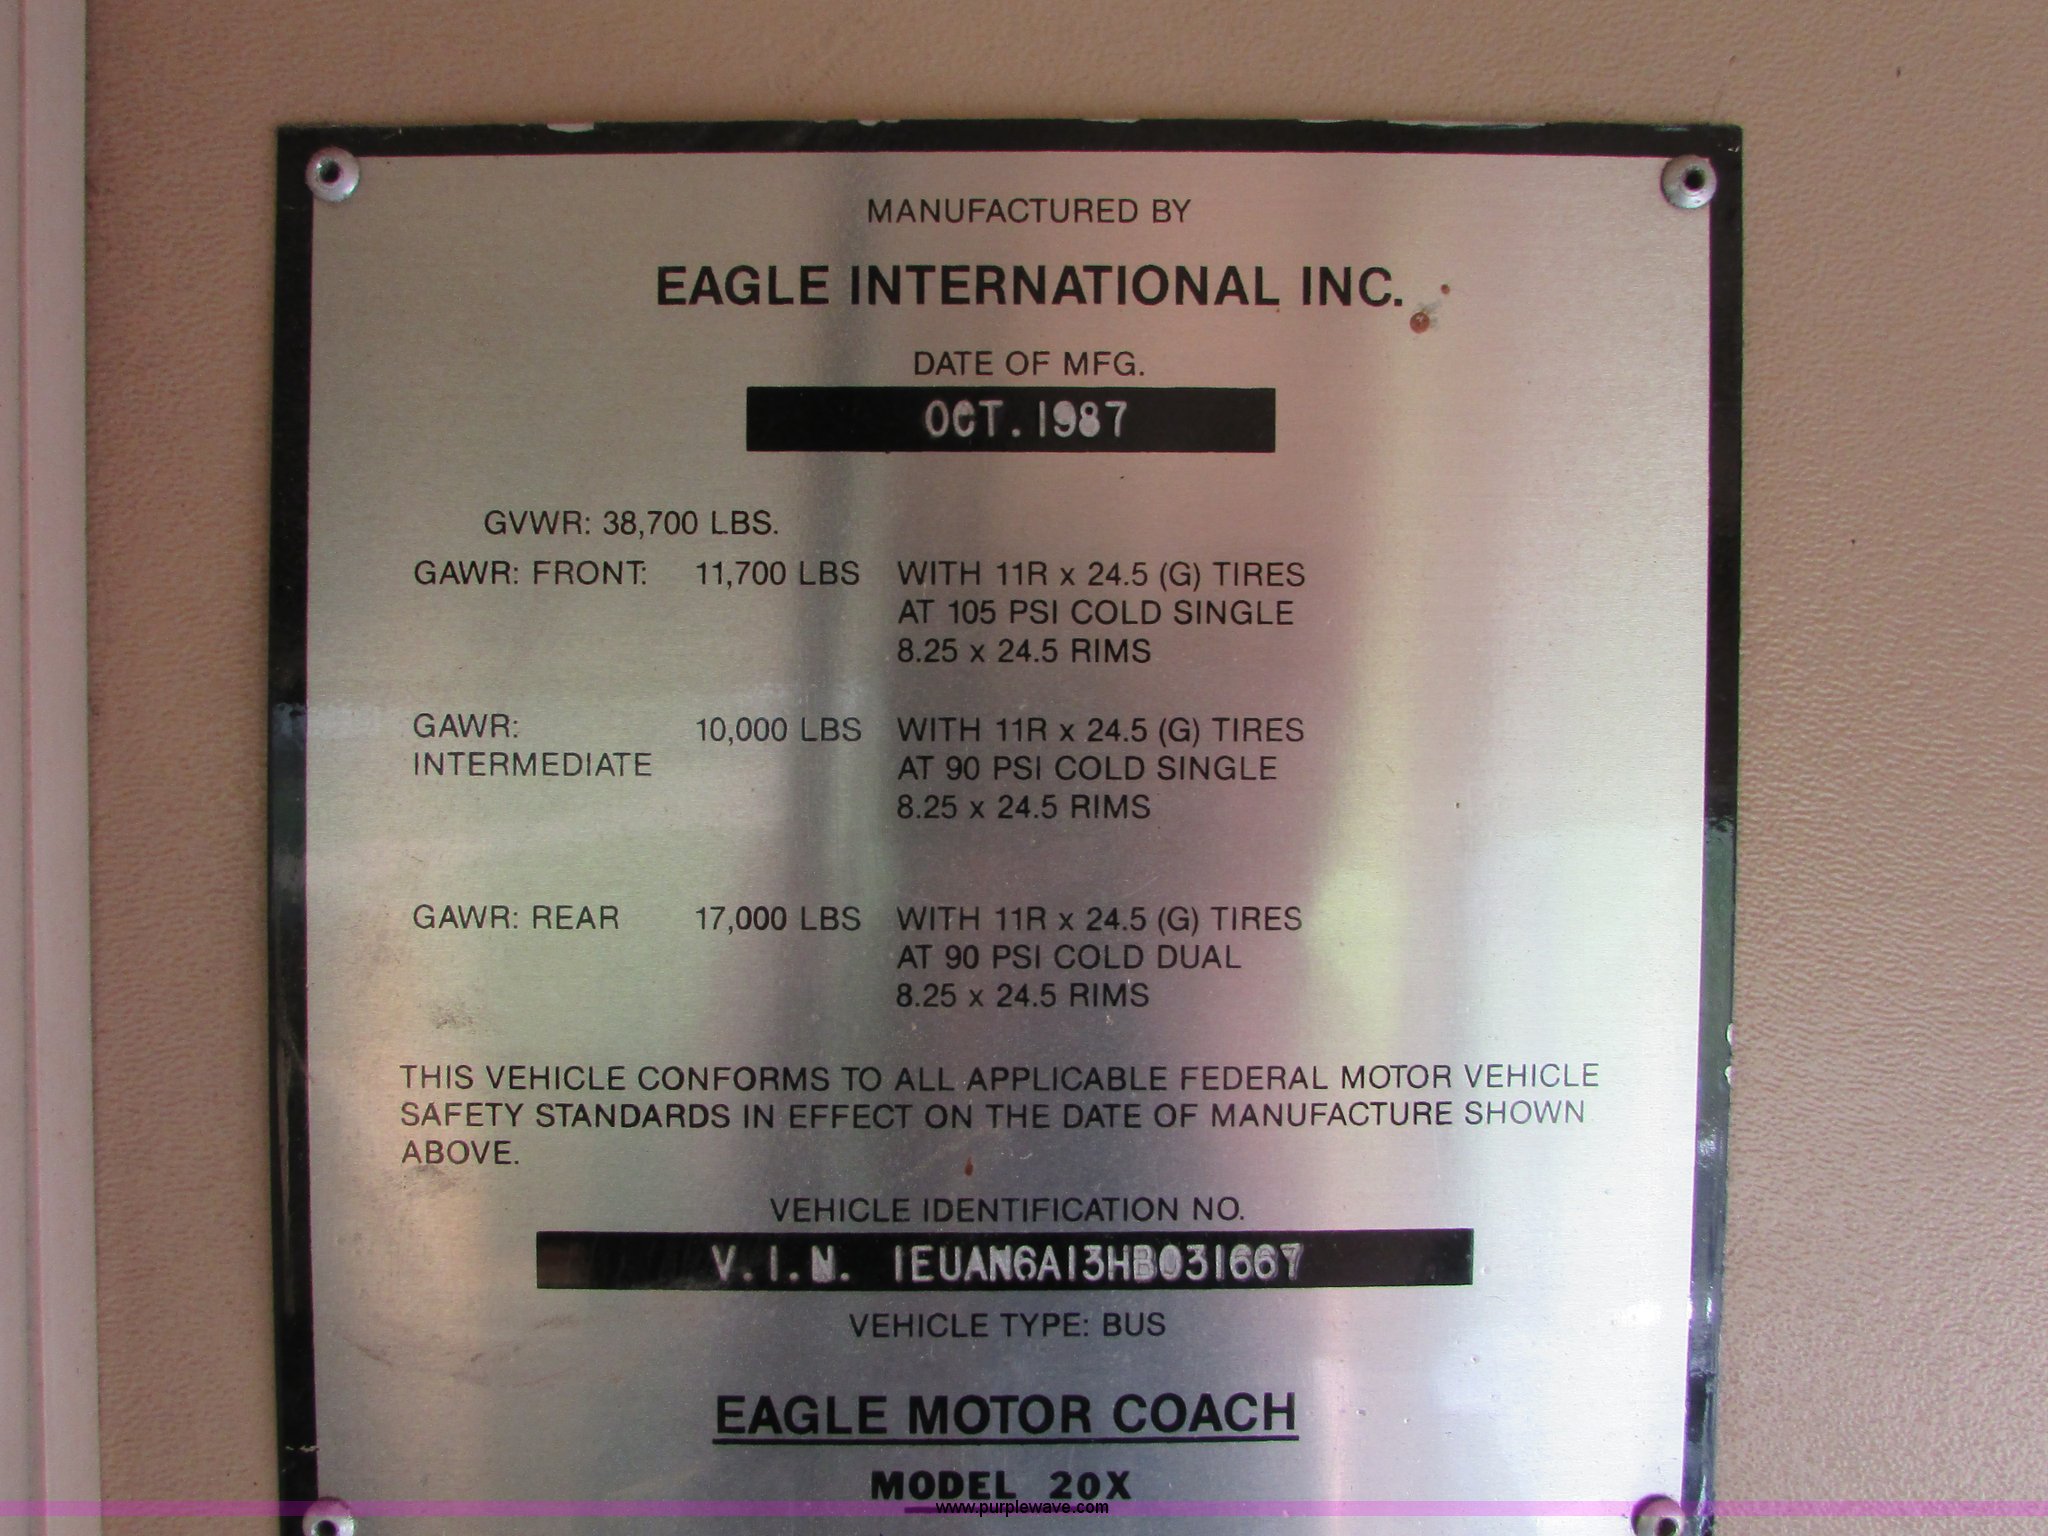 MANUFACTURED BY
EAGLE INTERNATIONAL INC.
DATE OF MFG.
OCT. 1987
GVWR: 38,700 LBS.
GAWR: FRONT: 11,700 LBS WITH 11R x 24.5 (G) TIRES
AT 105 PSI COLD SINGLE
8.25 x 24.5 RIMS
GAWR: 10,000 LBS WITH 11R x 24.5 (G) TIRES
INTERMEDIATE AT 90 PSI COLD SINGLE
8.25 x 24.5 RIMS
GAWR: REAR 17,000 LBS WITH 11R x 24.5 (G) TIRES
AT 90 PSI COLD DUAL
8.25 x 24.5 RIMS
THIS VEHICLE CONFORMS TO ALL APPLICABLE FEDERAL MOTOR VEHICLE
SAFETY STANDARDS IN EFFECT ON THE DATE OF MANUFACTURE SHOWN
ABOVE.
VEHICLE IDENTIFICATION NO.
V.I.N. 1EUAN6A13HB031667
VEHICLE TYPE: BUS
EAGLE MOTOR COACH
MODEL 20X
www.purplewave.com